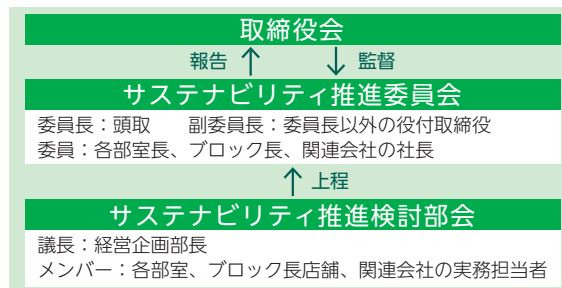 取締役会
報告 ↑ ↓ 監督
サステナビリティ推進委員会
委員長：頭取　副委員長：委員長以外の役付取締役
委員：各部室長、ブロック長、関連会社の社長
↑ 上程
サステナビリティ推進検討部会
議長：経営企画部長
メンバー：各部室、ブロック長店舗、関連会社の実務担当者